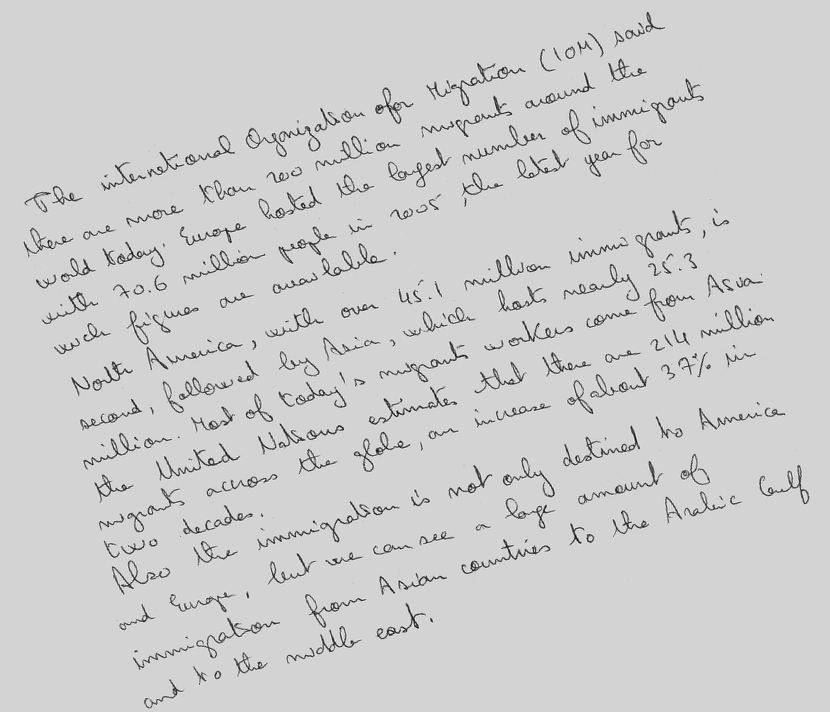 The international Organization ofor Migration (IOM) said
there are more than 200 million migrants around the
world today. Europe hosted the largest number of immigrants
with 70.6 million people in 2005, the latest year for
wich figures are available.
North America, with over 45.1 million immigrants, is
second, followed by Asia, which hosts nearly 25.3
million. Most of today's migrants workers come from Asia.
the United Nations estimates that there are 214 million
migrants across the globe, an increase of about 37% in
two decades.
Also the immigration is not only destined to America
and Europe, but we can see a large amount of
immigration from Asian countries to the Arabic Gulf
and to the middle east.